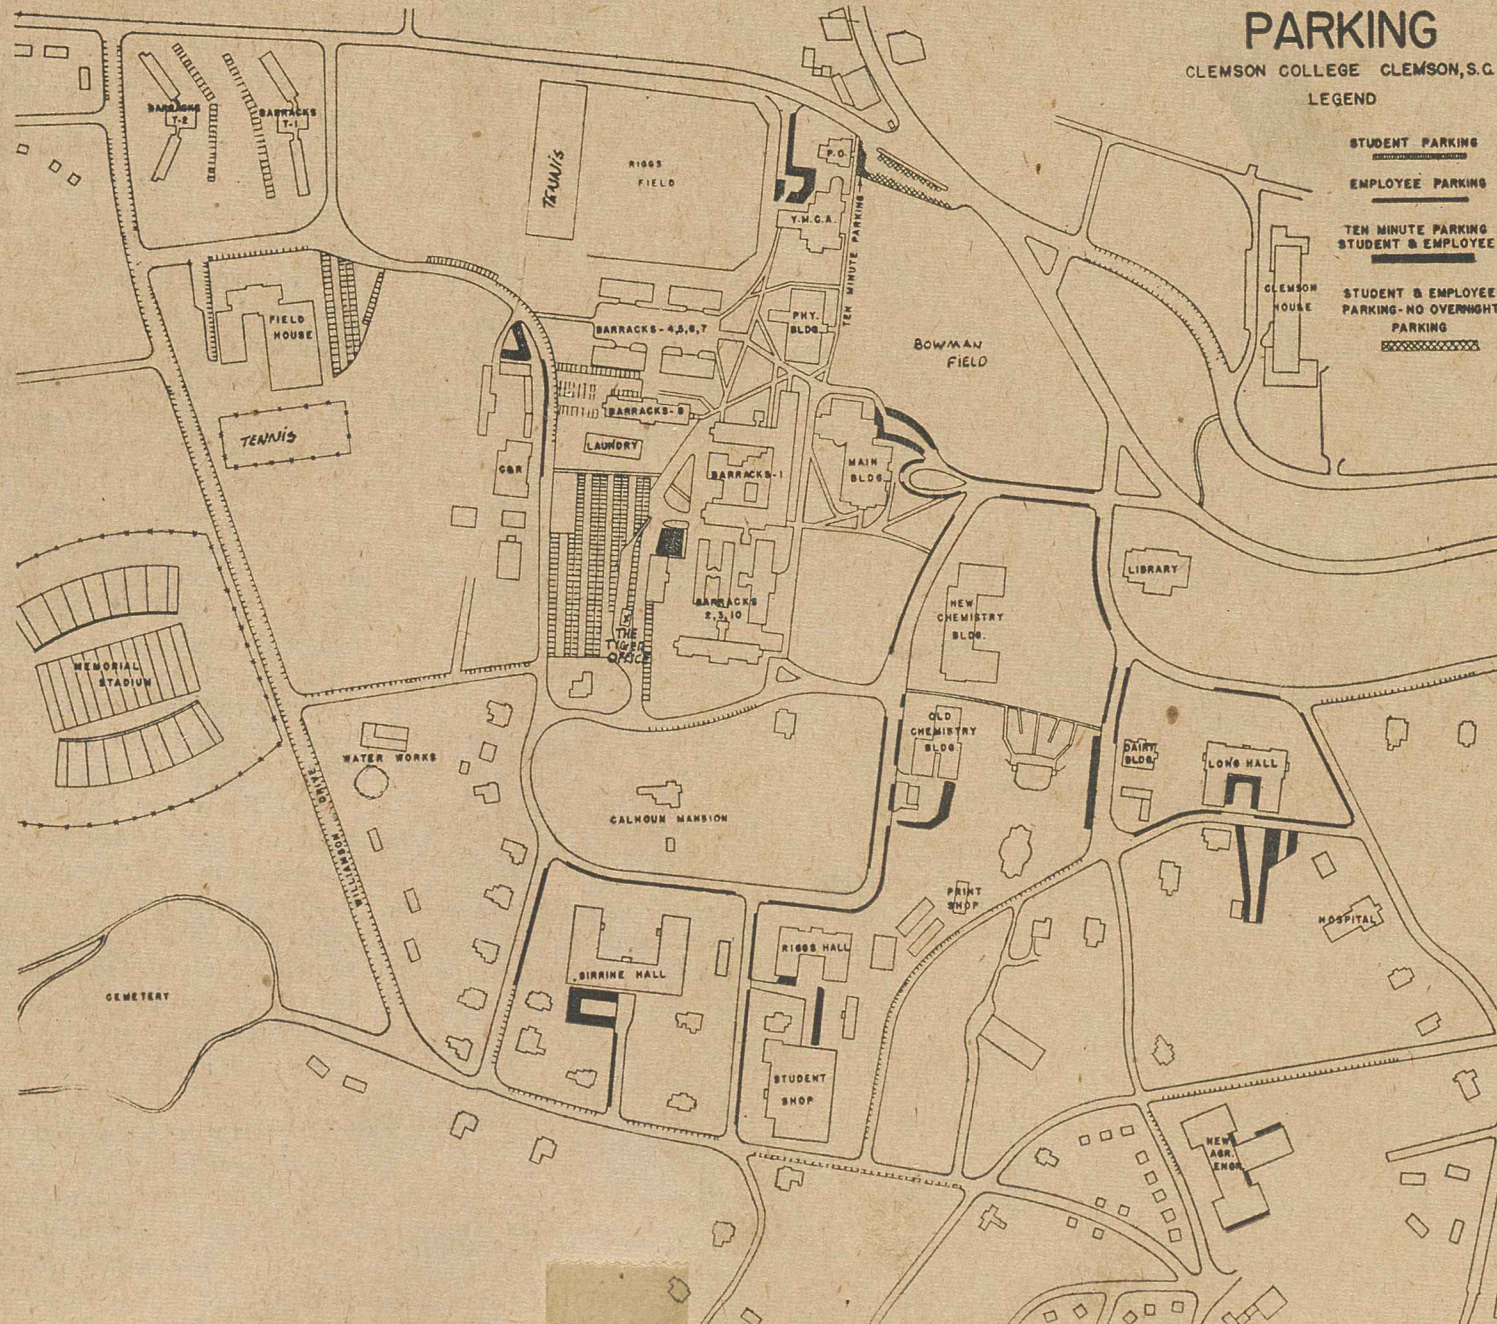 PARKING
CLEMSON COLLEGE CLEMSON, S.C.
LEGEND
STUDENT PARKING
EMPLOYEE PARKING
TEN MINUTE PARKING
STUDENT & EMPLOYEE
STUDENT & EMPLOYEE
PARKING-NO OVERNIGHT
PARKING
BARRACKS
T-2
BARRACKS
T-1
TENNIS
RIGGS
FIELD
P.O.
Y.M.C.A.
TEN MINUTE PARKING
CLEMSON
HOUSE
FIELD
HOUSE
BARRACKS-4,5,6,7
PHY.
BLDG.
BOWMAN
FIELD
TENNIS
BARRACKS-8
LAUNDRY
C&R
BARRACKS-1
MAIN
BLDG.
LIBRARY
NEW
CHEMISTRY
BLDG.
BARRACKS
2,3,10
THE
TIGER
OFFICE
MEMORIAL
STADIUM
WATER WORKS
OLD
CHEMISTRY
BLDG
DAIRY
BLDG.
LONG HALL
WILLIAMSON DRIVE
CALHOUN MANSION
PRINT
SHOP
HOSPITAL
CEMETERY
SIRRINE HALL
RIGGS HALL
STUDENT
SHOP
NEW
AGR.
ENGR.